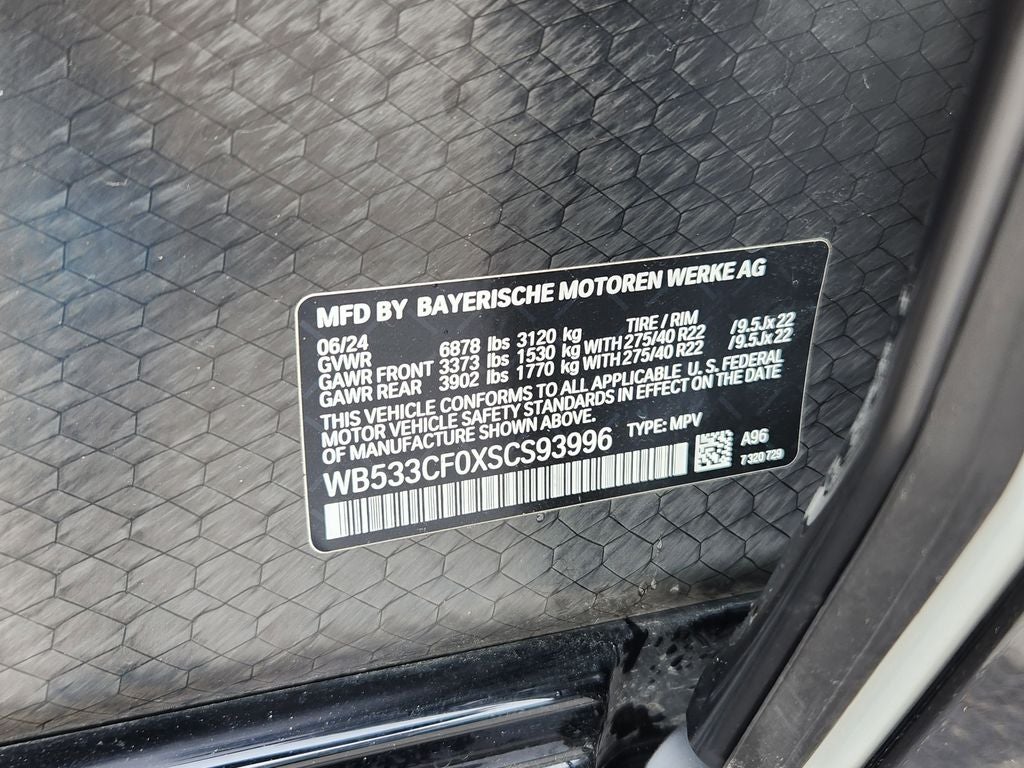 MFD BY BAYERISCHE MOTOREN WERKE AG
06/24 TIRE / RIM
GVWR 6878 lbs 3120 kg
GAWR FRONT 3373 lbs 1530 kg WITH 275/40 R22 /9.5Jx22
GAWR REAR 3902 lbs 1770 kg WITH 275/40 R22 /9.5Jx22
THIS VEHICLE CONFORMS TO ALL APPLICABLE U.S. FEDERAL
MOTOR VEHICLE SAFETY STANDARDS IN EFFECT ON THE DATE
OF MANUFACTURE SHOWN ABOVE. TYPE: MPV
WB533CF0XSCS93996 A96
7 320 729